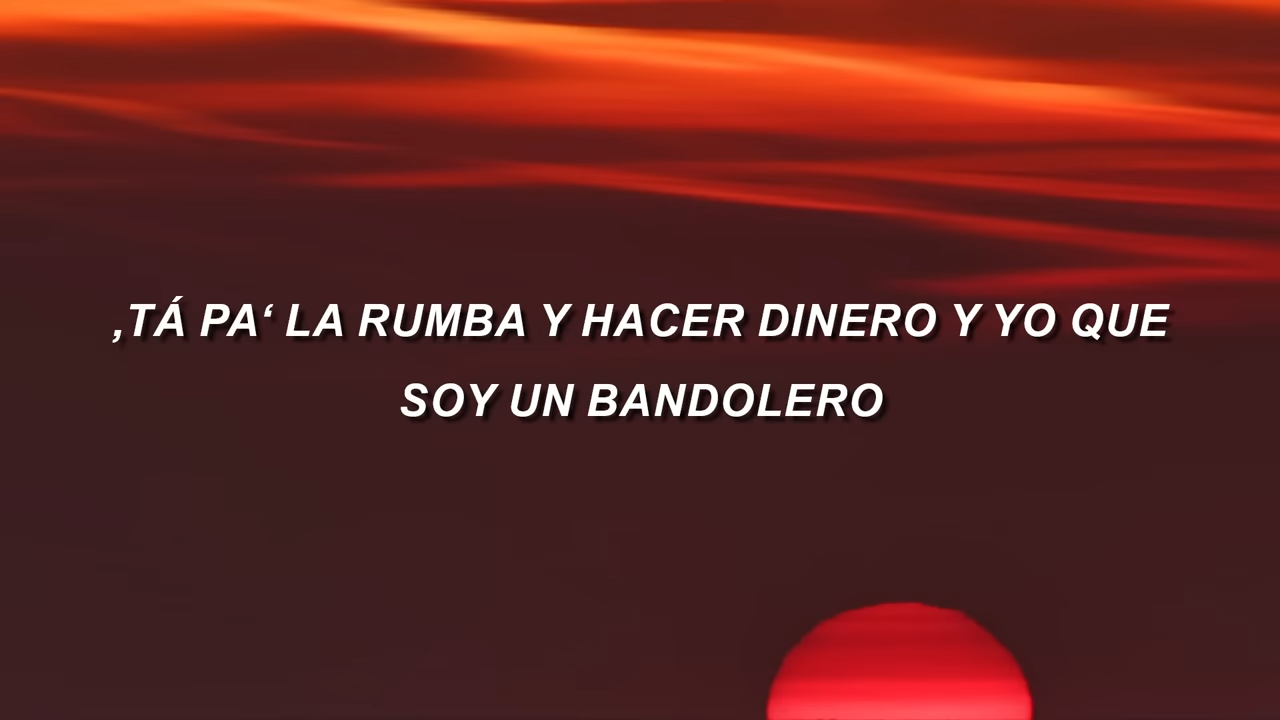 ‚TÁ PA‘ LA RUMBA Y HACER DINERO Y YO QUE
SOY UN BANDOLERO